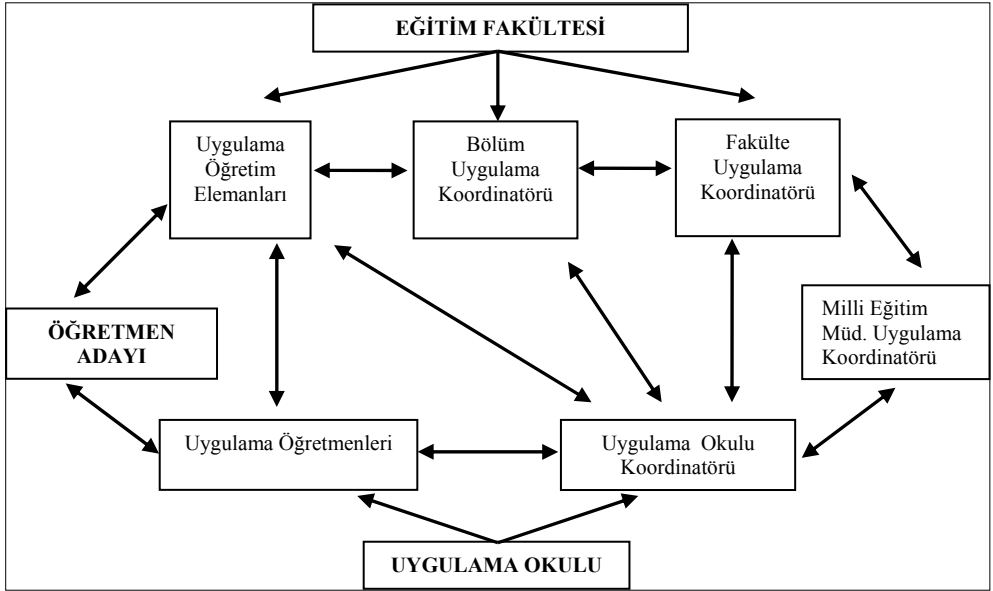 EĞİTİM FAKÜLTESİ
Uygulama
Öğretim
Elemanları
Bölüm
Uygulama
Koordinatörü
Fakülte
Uygulama
Koordinatörü
ÖĞRETMEN
ADAYI
Milli Eğitim
Müd. Uygulama
Koordinatörü
Uygulama Öğretmenleri
Uygulama Okulu
Koordinatörü
UYGULAMA OKULU